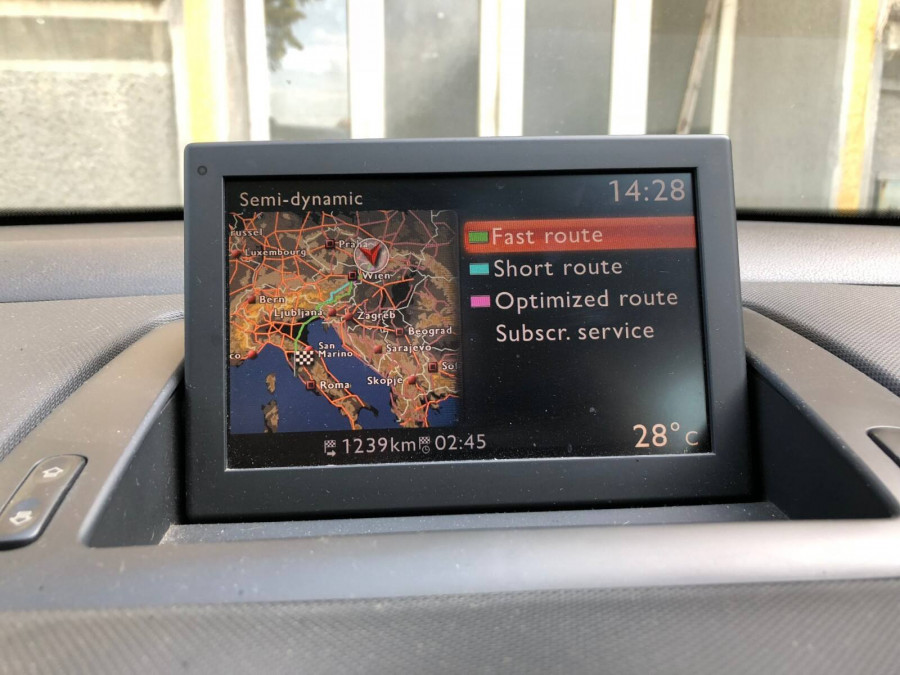 Semi-dynamic
14:28
Fast route
Short route
Optimized route
Subscr. service
Luxembourg
Praha
Wien
Bern
Ljubljana
Zagreb
Beograd
San
Marino
Sarajevo
Roma
Skopje
1239km 02:45
28°C